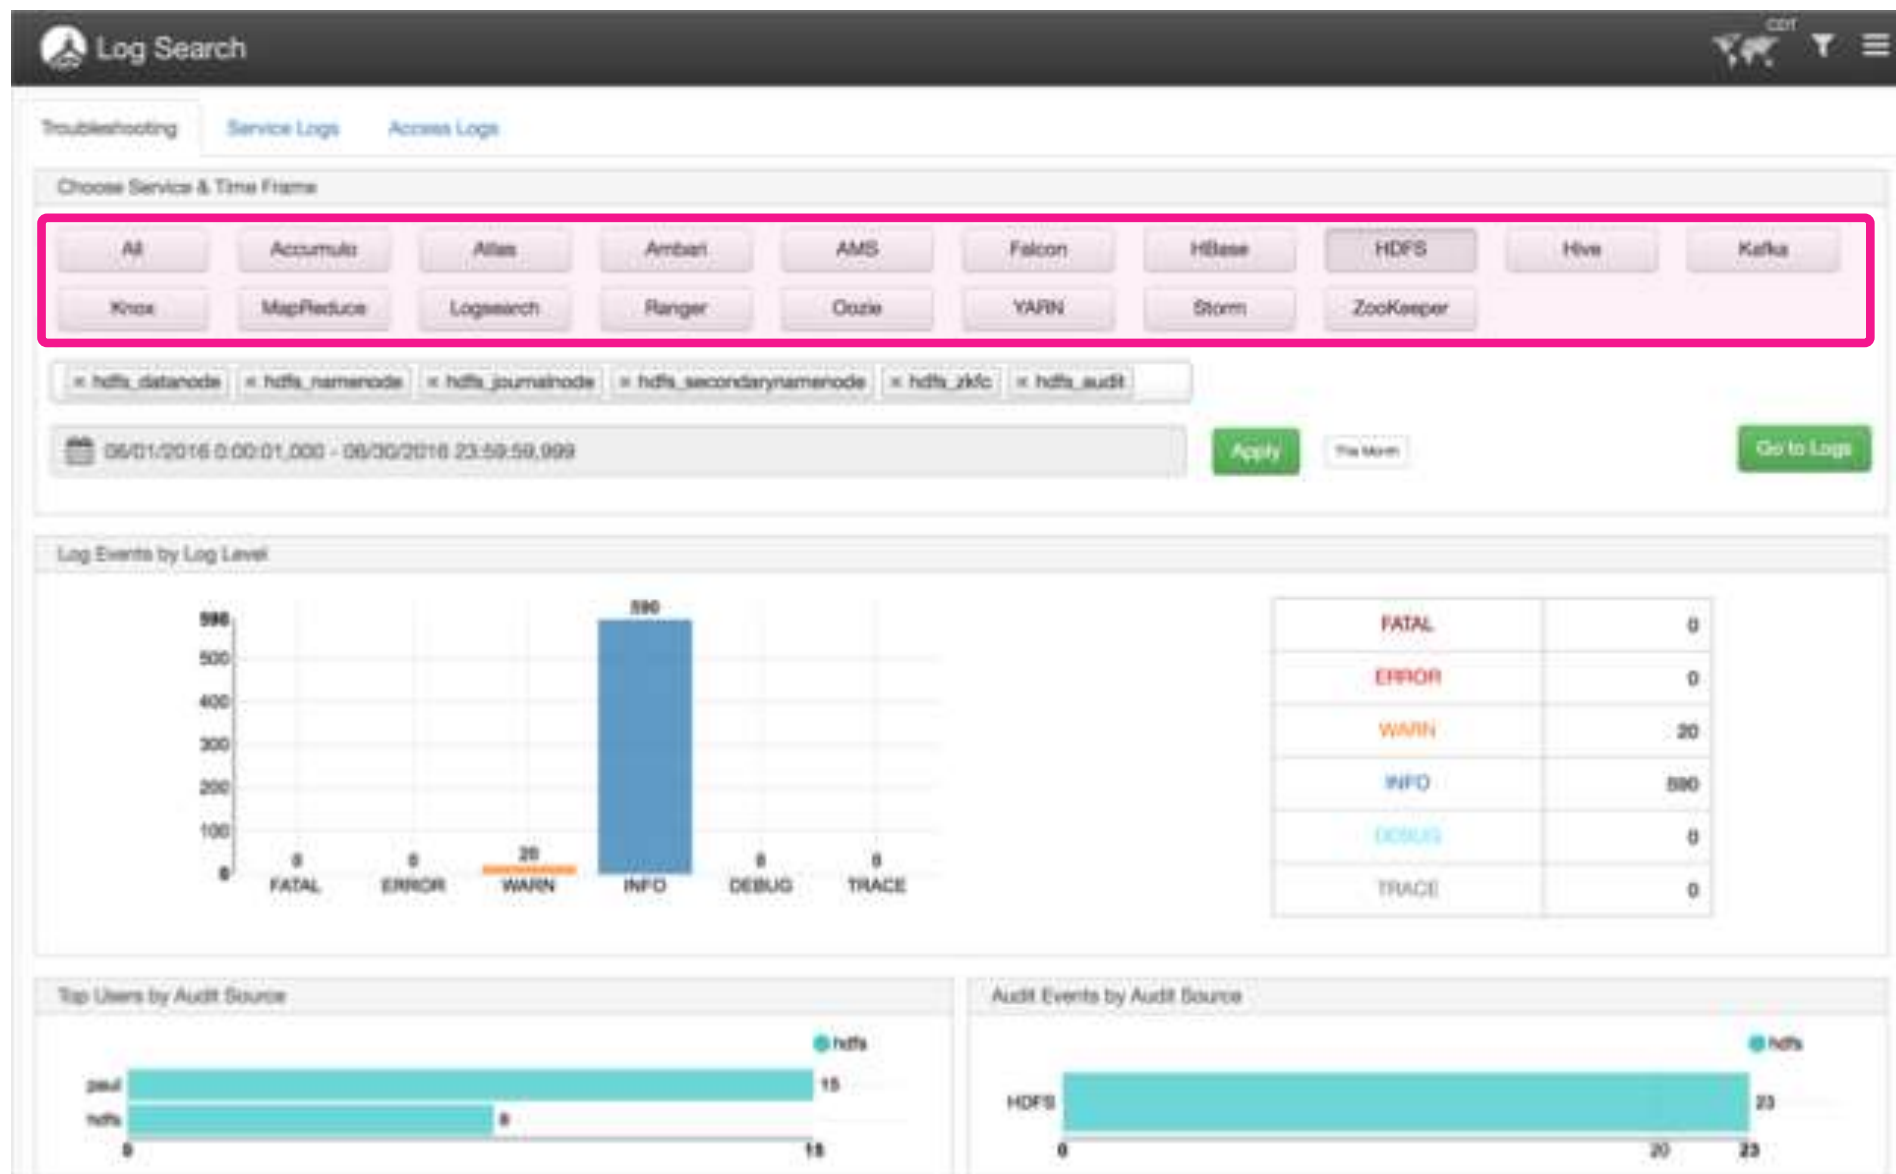 Log Search
CDT
Troubleshooting Service Logs Access Logs
Choose Service & Time Frame
All Accumulo Atlas Ambari AMS Falcon HBase HDFS Hive Kafka
Knox MapReduce Logsearch Ranger Oozie YARN Storm ZooKeeper
× hdfs_datanode × hdfs_namenode × hdfs_journalnode × hdfs_secondarynamenode × hdfs_zkfc × hdfs_audit
06/01/2016 0:00:01,000 - 06/30/2016 23:59:59,999 Apply This Month Go to Logs
Log Events by Log Level
590
590
500
400
300
200
100
0
0 0 20 0 0
FATAL ERROR WARN INFO DEBUG TRACE
FATAL 0
ERROR 0
WARN 20
INFO 590
DEBUG 0
TRACE 0
Top Users by Audit Source
hdfs
paul 15
hdfs 8
0 15
Audit Events by Audit Source
hdfs
HDFS 23
0 20 23